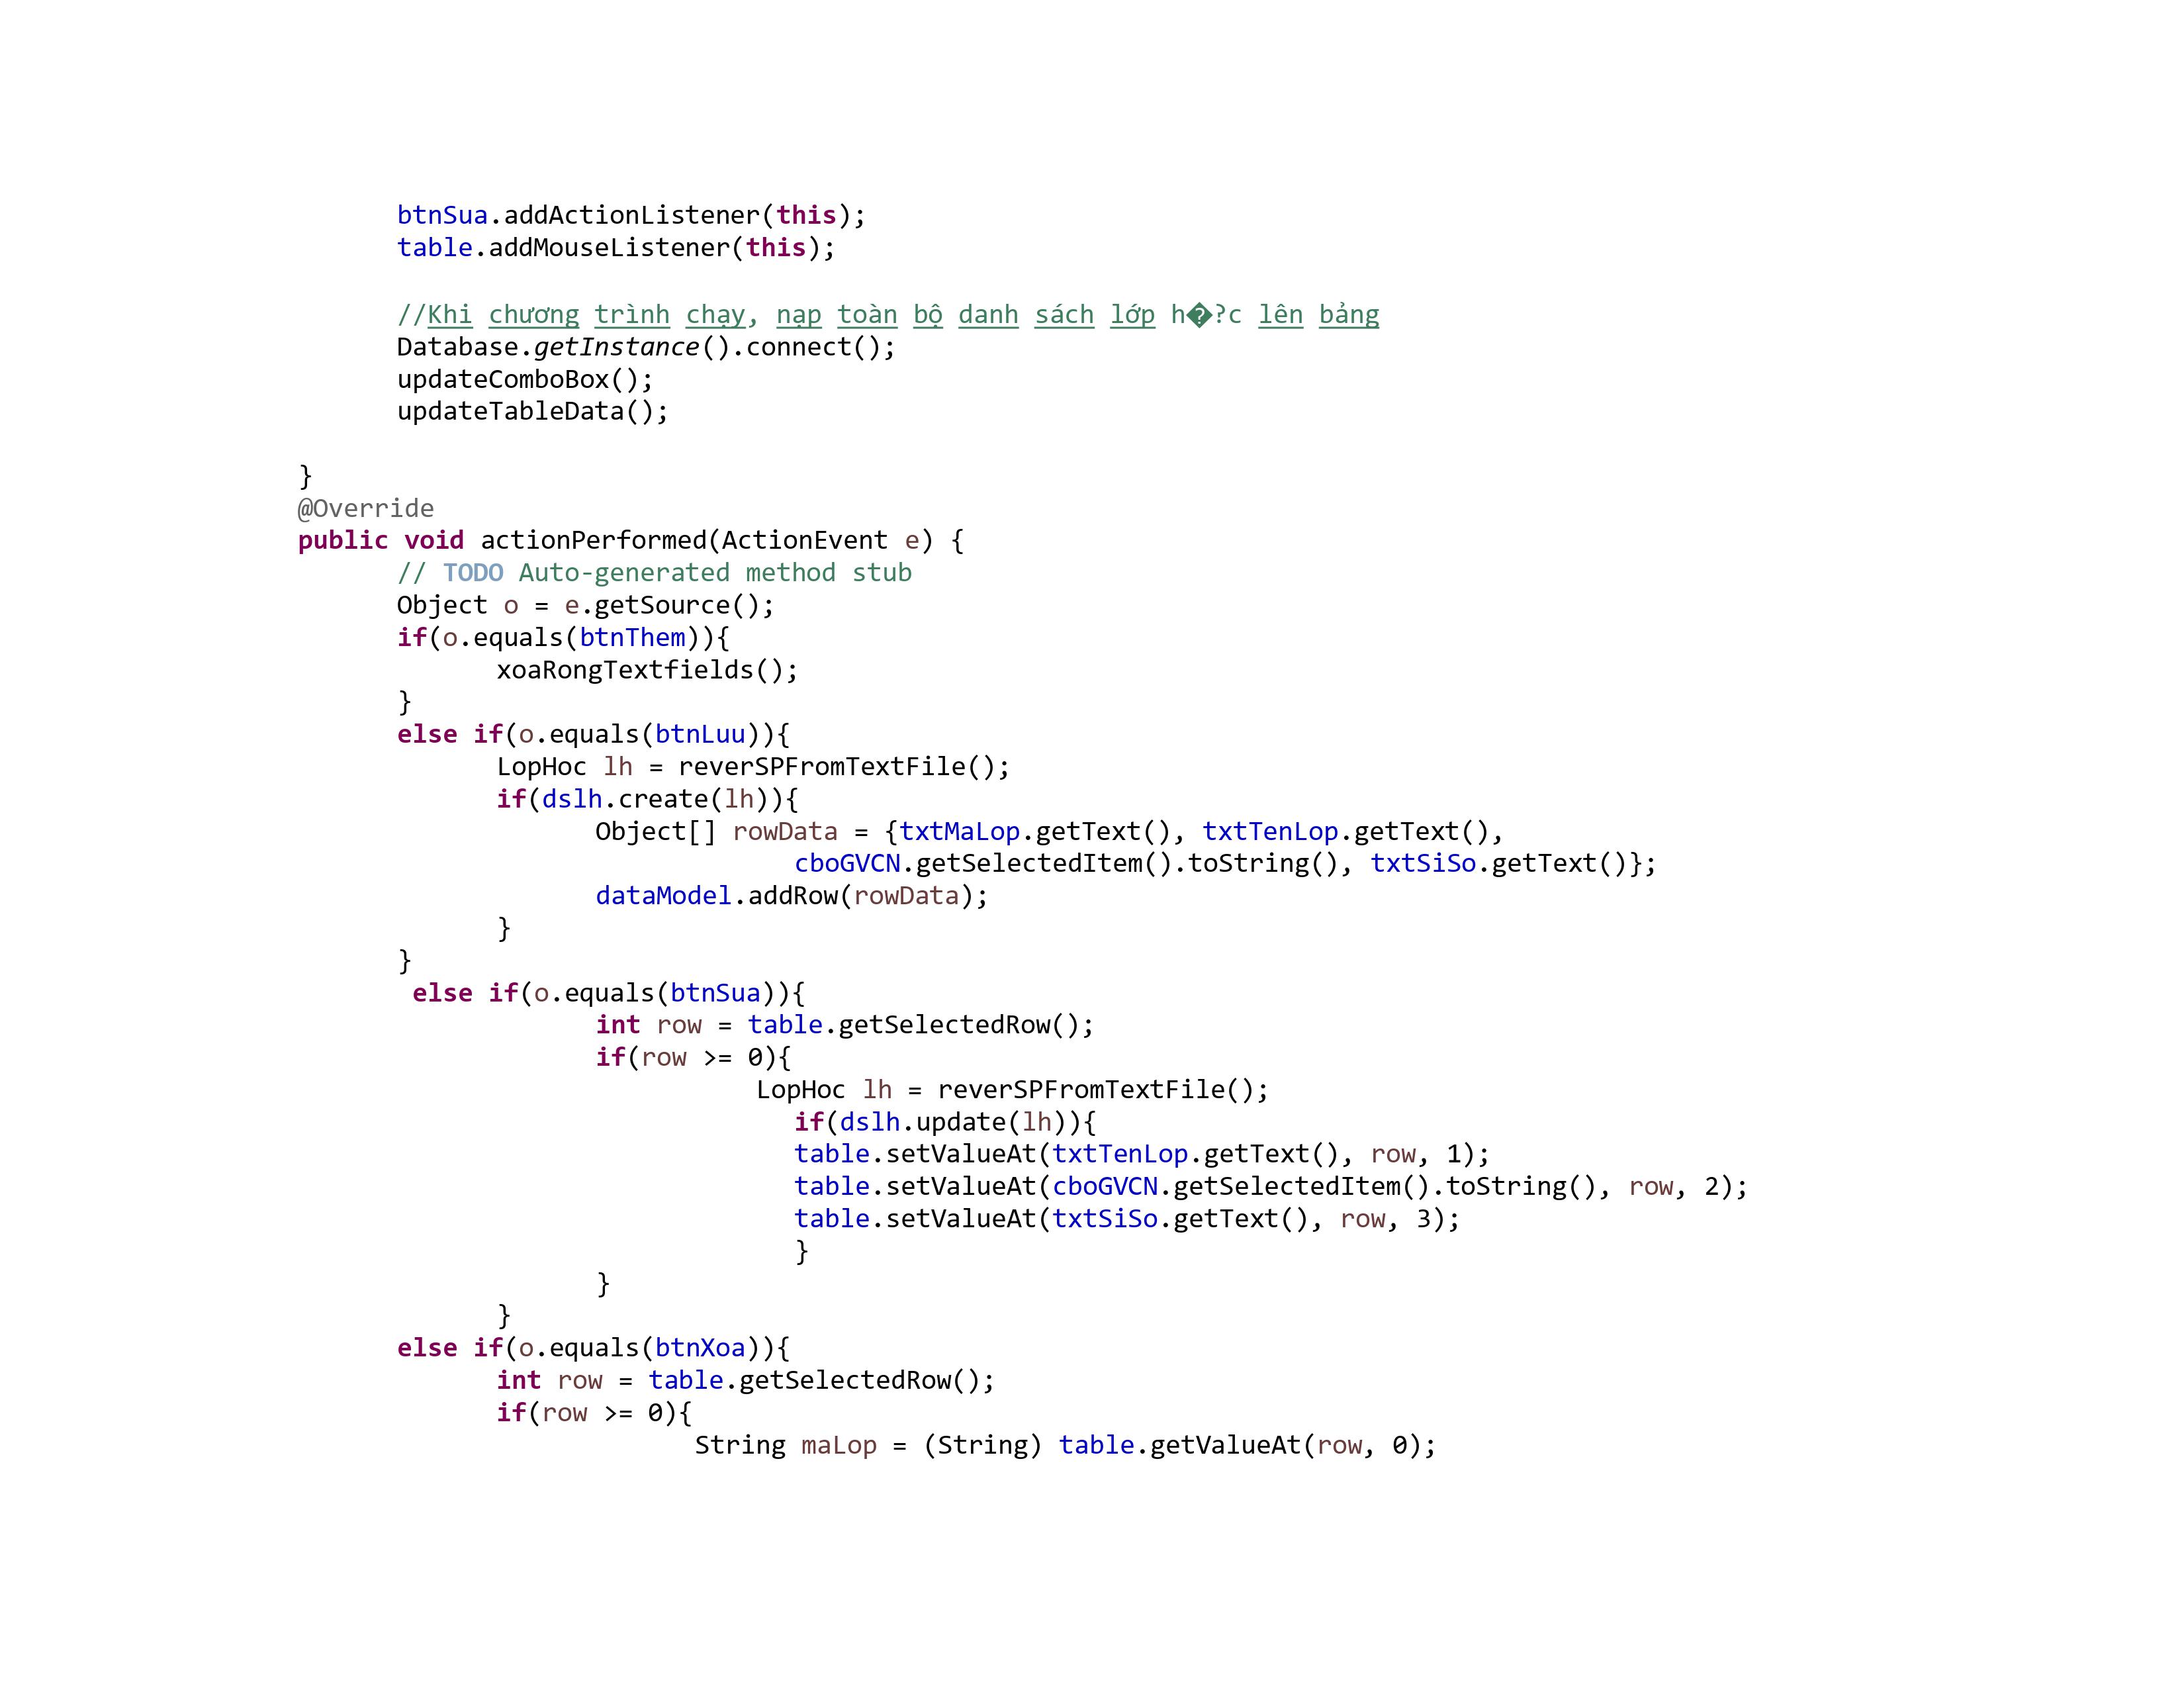 btnSua.addActionListener(this);
table.addMouseListener(this);
//Khi chương trình chạy, nạp toàn bộ danh sách lớp h�?c lên bảng
Database.getInstance().connect();
updateComboBox();
updateTableData();
}
@Override
public void actionPerformed(ActionEvent e) {
// TODO Auto-generated method stub
Object o = e.getSource();
if(o.equals(btnThem)){
xoaRongTextfields();
}
else if(o.equals(btnLuu)){
LopHoc lh = reverSPFromTextFile();
if(dslh.create(lh)){
Object[] rowData = {txtMaLop.getText(), txtTenLop.getText(),
cboGVCN.getSelectedItem().toString(), txtSiSo.getText()};
dataModel.addRow(rowData);
}
}
else if(o.equals(btnSua)){
int row = table.getSelectedRow();
if(row >= 0){
LopHoc lh = reverSPFromTextFile();
if(dslh.update(lh)){
table.setValueAt(txtTenLop.getText(), row, 1);
table.setValueAt(cboGVCN.getSelectedItem().toString(), row, 2);
table.setValueAt(txtSiSo.getText(), row, 3);
}
}
}
else if(o.equals(btnXoa)){
int row = table.getSelectedRow();
if(row >= 0){
String maLop = (String) table.getValueAt(row, 0);